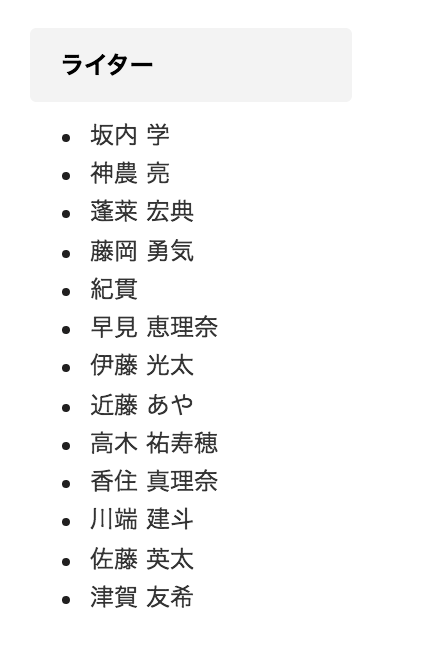 ライター
坂内 学
神農 亮
蓬莱 宏典
藤岡 勇気
紀貫
早見 恵理奈
伊藤 光太
近藤 あや
高木 祐寿穂
香住 真理奈
川端 建斗
佐藤 英太
津賀 友希